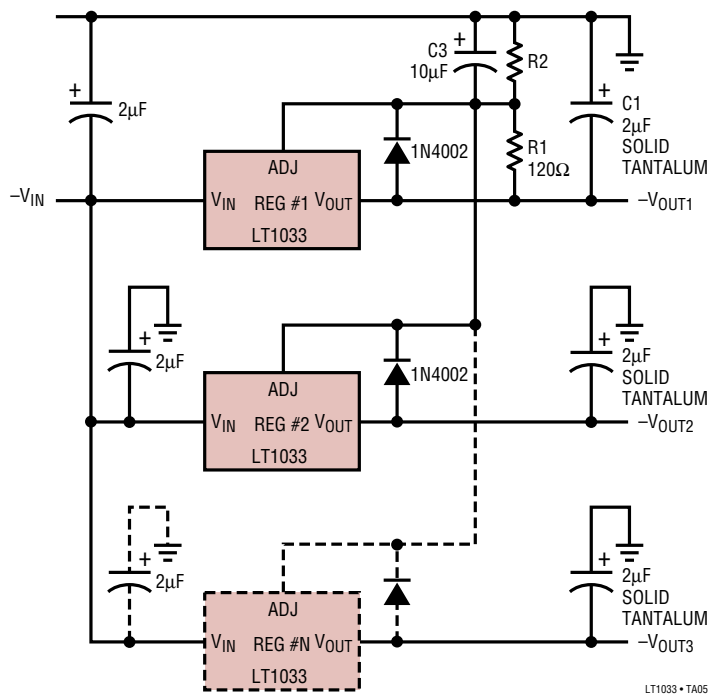 C3
10µF
+
R2
+
2µF
+
C1
2µF
SOLID
TANTALUM
ADJ
1N4002
R1
120Ω
–VIN
VIN REG #1 VOUT
LT1033
–VOUT1
+
2µF
ADJ
1N4002
+
2µF
SOLID
TANTALUM
VIN REG #2 VOUT
LT1033
–VOUT2
+
2µF
ADJ
+
2µF
SOLID
TANTALUM
VIN REG #N VOUT
LT1033
–VOUT3
LT1033 • TA05